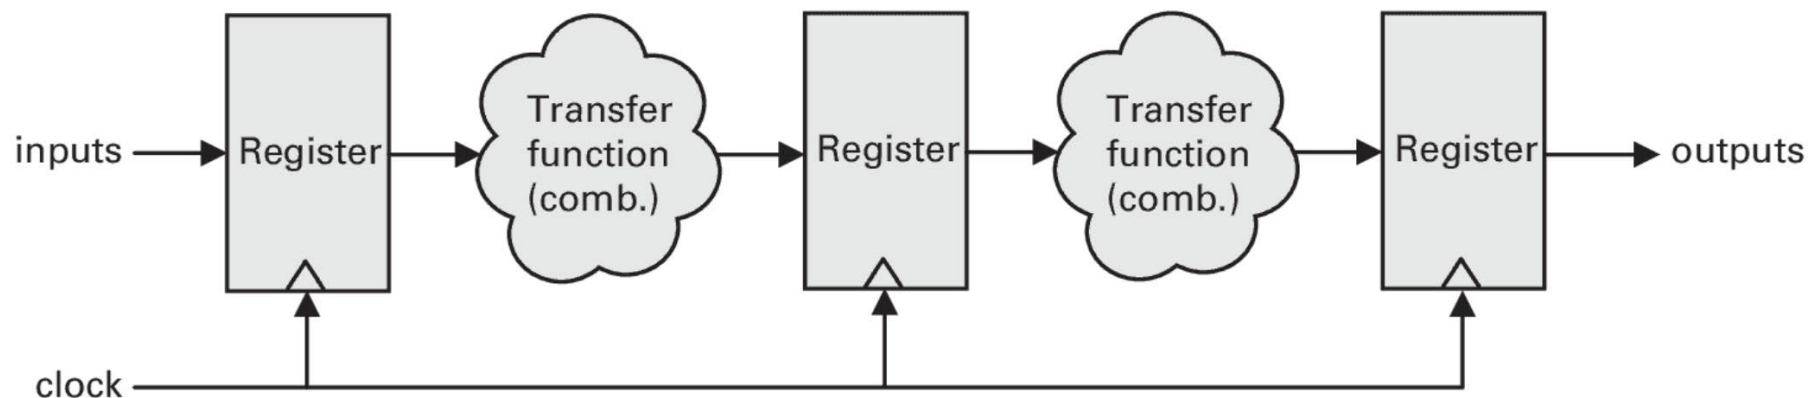 inputs
Register
Transfer
function
(comb.)
Register
Transfer
function
(comb.)
Register
outputs
clock